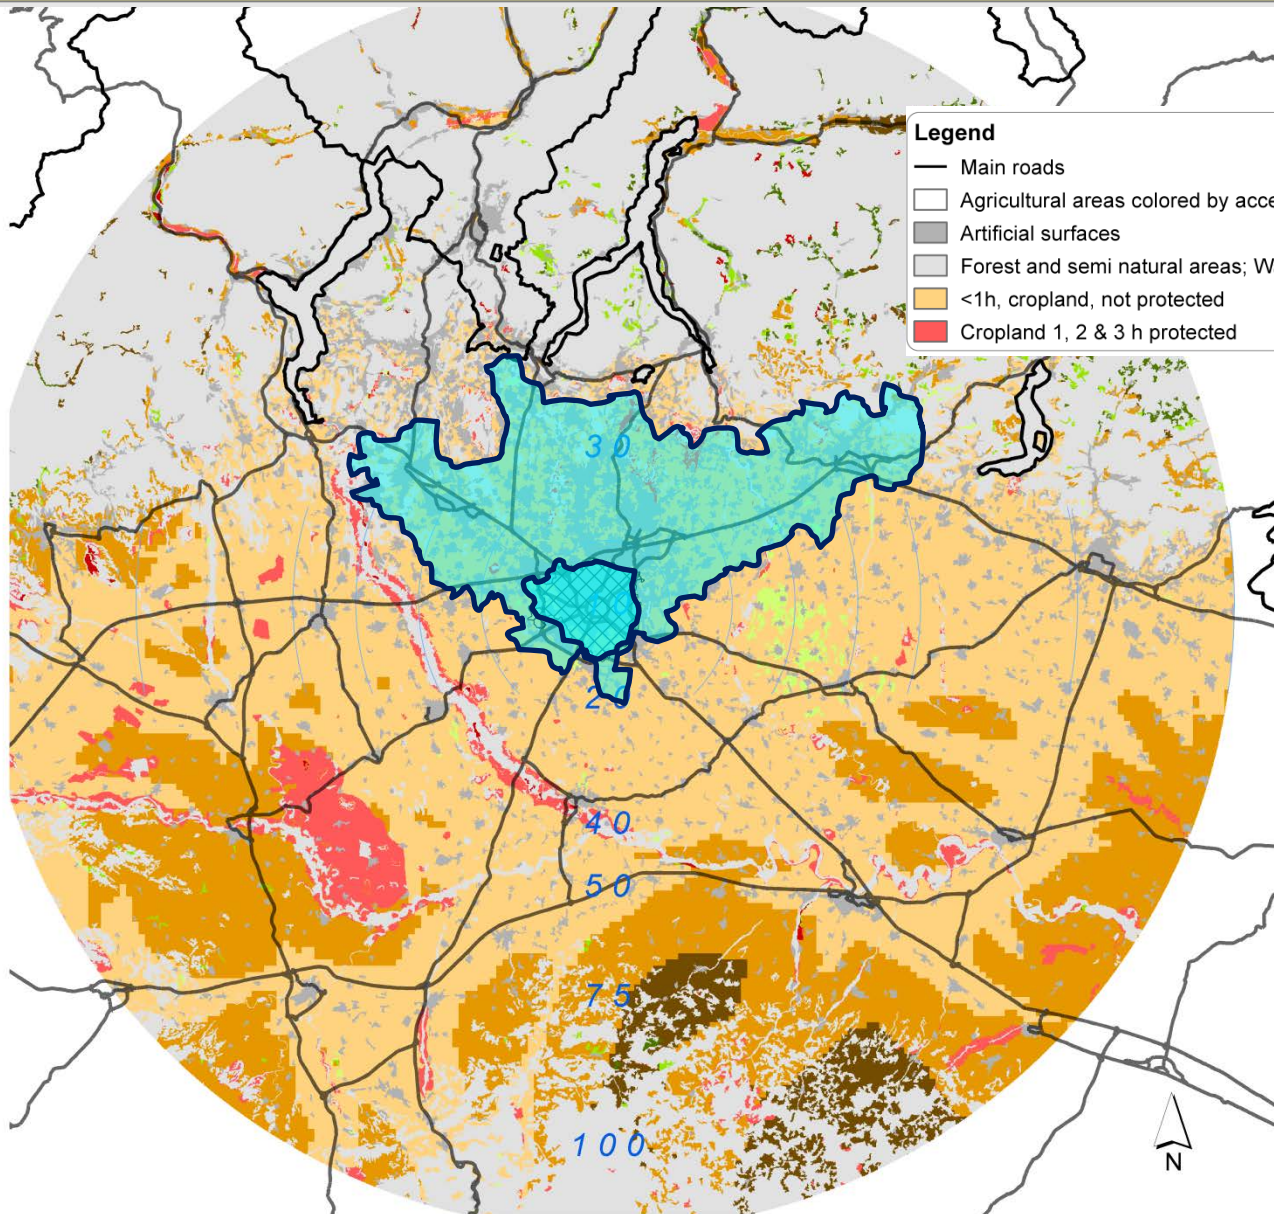 Legend
Main roads
Agricultural areas colored by acce
Artificial surfaces
Forest and semi natural areas; W
<1h, cropland, not protected
Cropland 1, 2 & 3 h protected
30
20
40
50
75
100
N